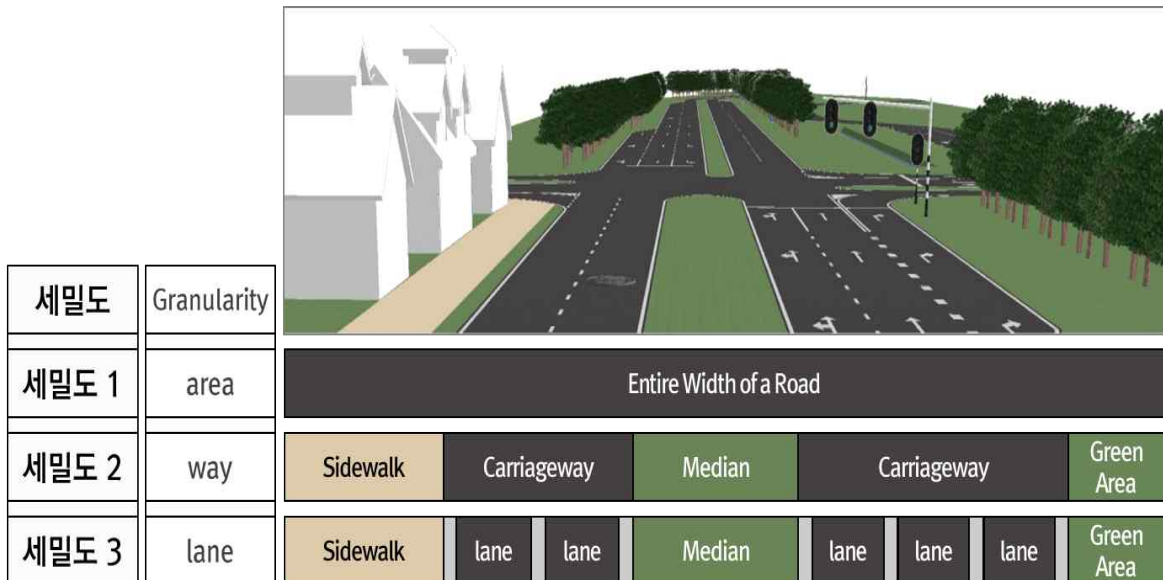 세밀도 Granularity
세밀도 1 area Entire Width of a Road
세밀도 2 way Sidewalk Carriageway Median Carriageway Green Area
세밀도 3 lane Sidewalk lane lane Median lane lane lane Green Area